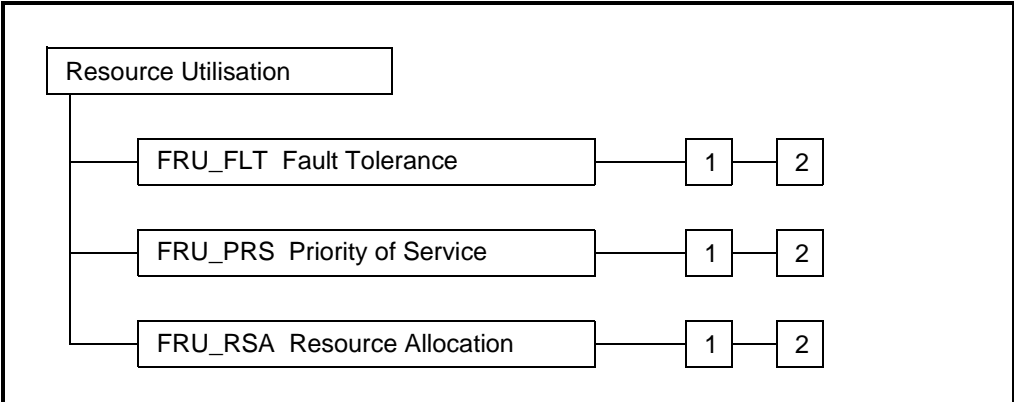 Resource Utilisation
FRU_FLT Fault Tolerance 1 2
FRU_PRS Priority of Service 1 2
FRU_RSA Resource Allocation 1 2